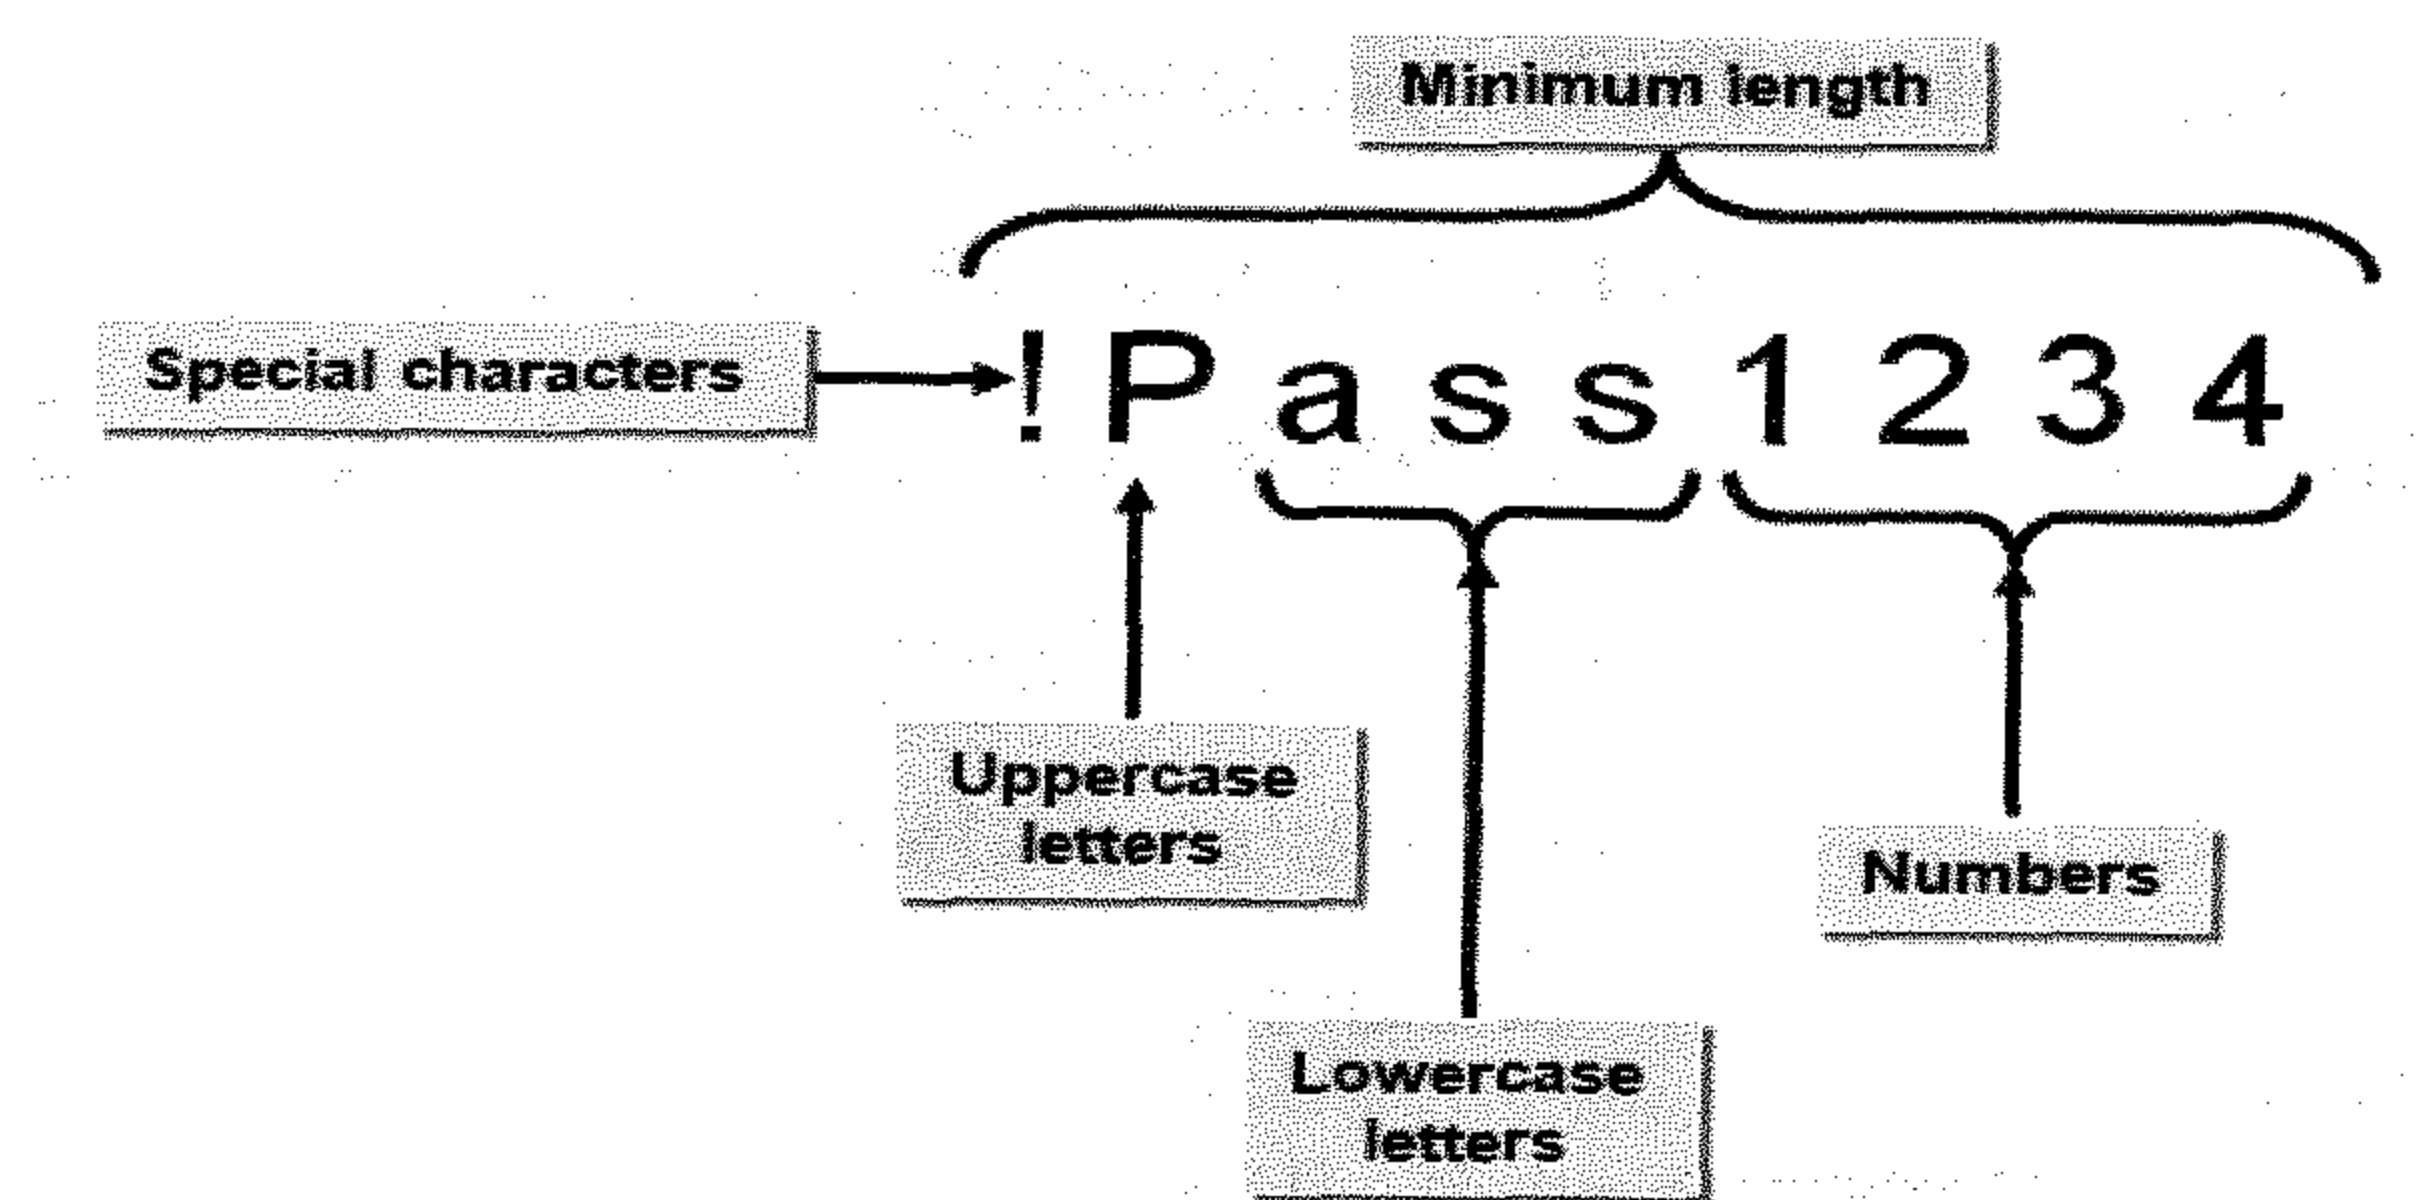 Minimum length
Special characters
!Pass1234
Uppercase
letters
Numbers
Lowercase
letters